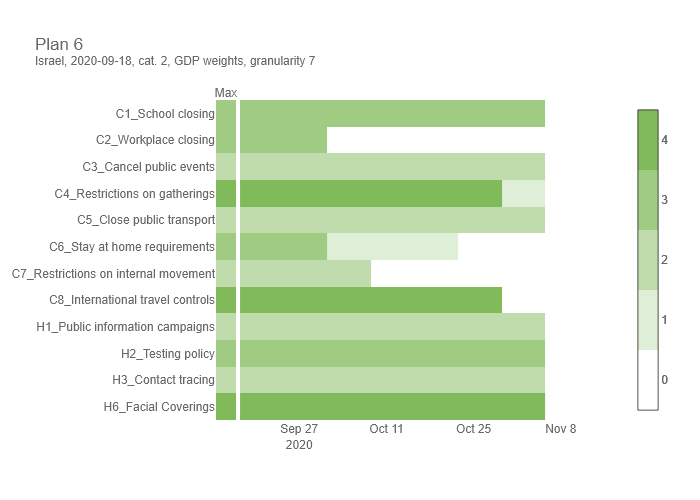 Plan 6
Israel, 2020-09-18, cat. 2, GDP weights, granularity 7
Max
C1_School closing
C2_Workplace closing
C3_Cancel public events
C4_Restrictions on gatherings
C5_Close public transport
C6_Stay at home requirements
C7_Restrictions on internal movement
C8_International travel controls
H1_Public information campaigns
H2_Testing policy
H3_Contact tracing
H6_Facial Coverings
Sep 27 Oct 11 Oct 25 Nov 8
2020
4
3
2
1
0